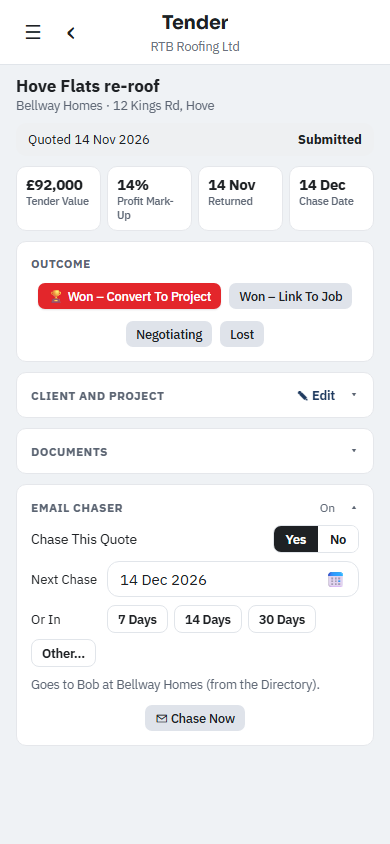 Tender
RTB Roofing Ltd
Hove Flats re-roof
Bellway Homes · 12 Kings Rd, Hove
Quoted 14 Nov 2026 Submitted
£92,000 14% 14 Nov 14 Dec
Tender Value Profit Mark-Up Returned Chase Date
OUTCOME
🏆 Won – Convert To Project Won – Link To Job
Negotiating Lost
CLIENT AND PROJECT ✏ Edit ▾
DOCUMENTS ▾
EMAIL CHASER On ▴
Chase This Quote Yes No
Next Chase 14 Dec 2026
Or In 7 Days 14 Days 30 Days
Other...
Goes to Bob at Bellway Homes (from the Directory).
✉ Chase Now